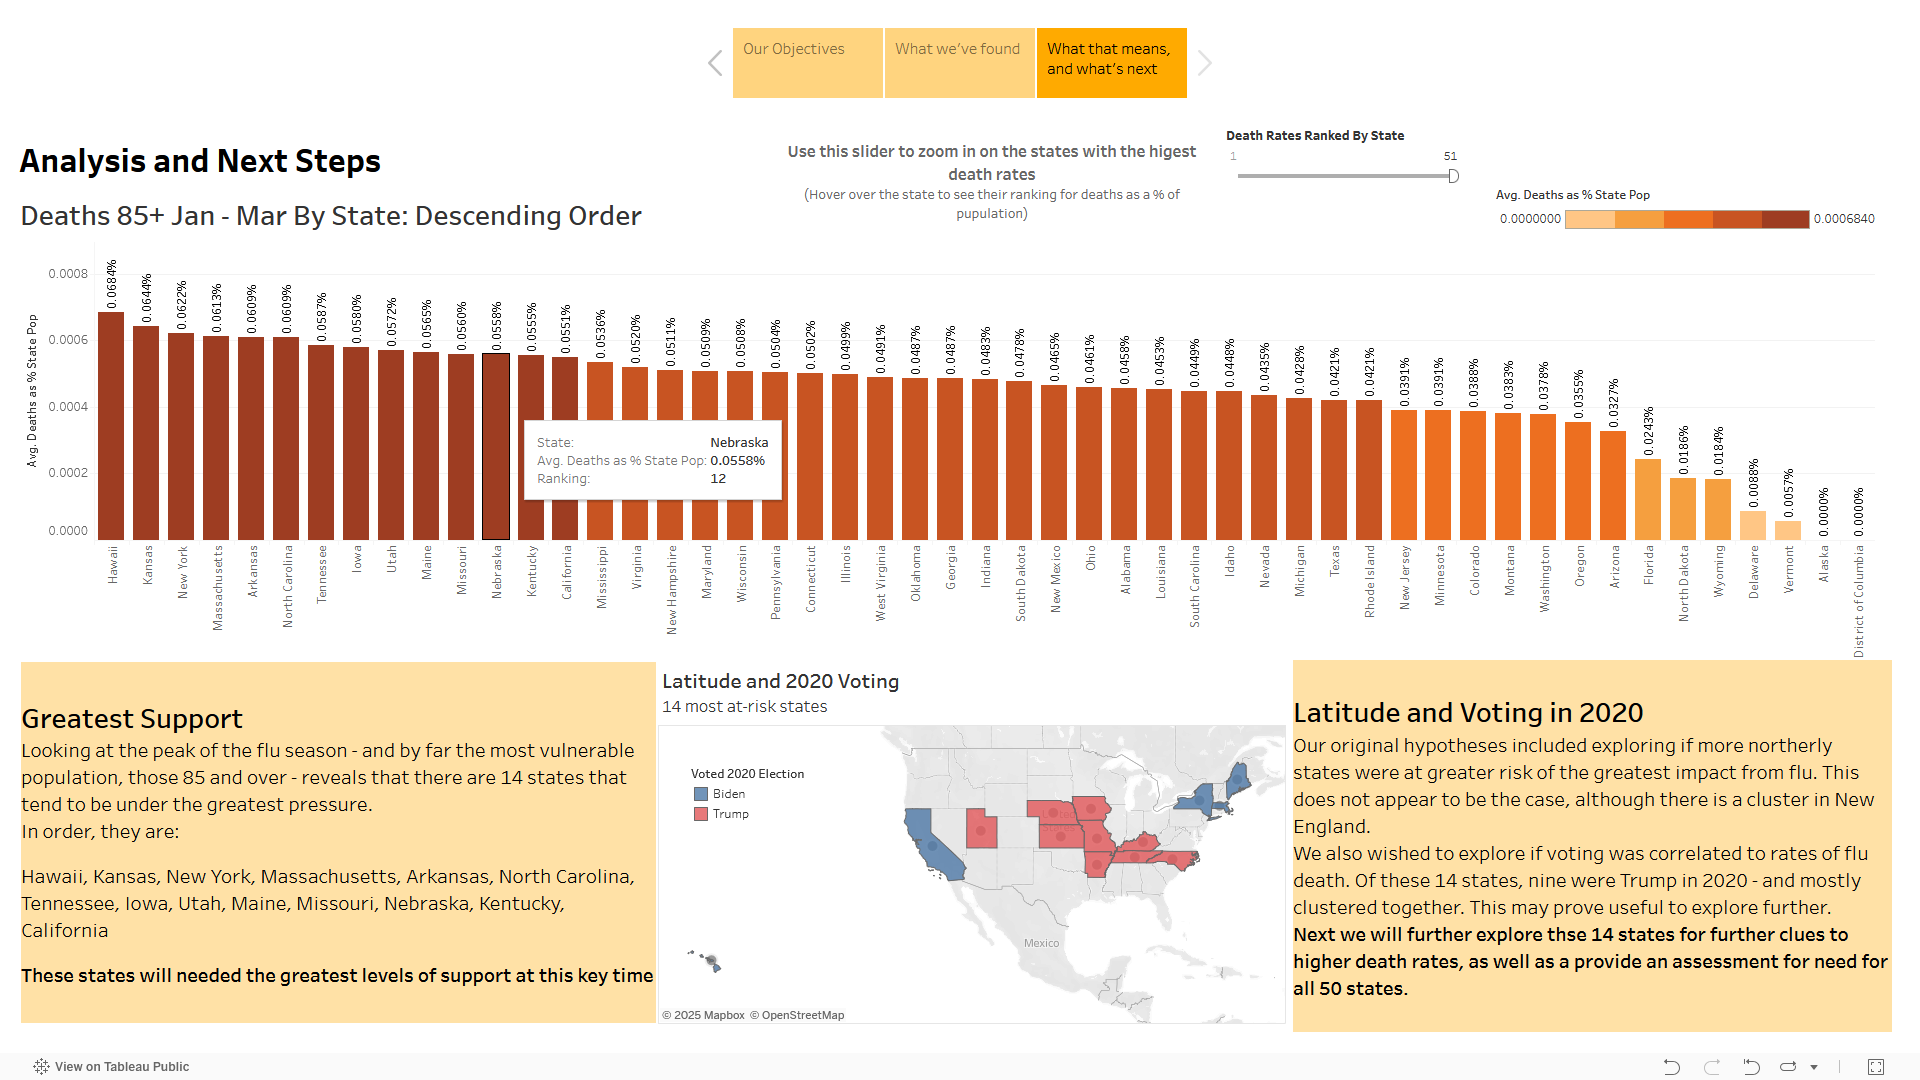 Our Objectives
What we've found
What that means,
and what's next
Analysis and Next Steps
Use this slider to zoom in on the states with the higest
death rates
(Hover over the state to see their ranking for deaths as a % of
pupulation)
Death Rates Ranked By State
1
51
Avg. Deaths as % State Pop
0.0000000
0.0006840
Deaths 85+ Jan - Mar By State: Descending Order
Avg. Deaths as % State Pop
0.0008
0.0006
0.0004
0.0002
0.0000
0.0684%
0.0644%
0.0622%
0.0613%
0.0609%
0.0609%
0.0587%
0.0580%
0.0572%
0.0565%
0.0560%
0.0558%
0.0555%
0.0551%
0.0536%
0.0520%
0.0511%
0.0509%
0.0508%
0.0504%
0.0502%
0.0499%
0.0491%
0.0487%
0.0487%
0.0483%
0.0478%
0.0465%
0.0461%
0.0458%
0.0453%
0.0449%
0.0448%
0.0435%
0.0428%
0.0421%
0.0421%
0.0391%
0.0391%
0.0388%
0.0383%
0.0378%
0.0355%
0.0327%
0.0243%
0.0186%
0.0184%
0.0088%
0.0057%
0.0000%
0.0000%
State: Nebraska
Avg. Deaths as % State Pop: 0.0558%
Ranking: 12
Hawaii
Kansas
New York
Massachusetts
Arkansas
North Carolina
Tennessee
Iowa
Utah
Maine
Missouri
Nebraska
Kentucky
California
Mississippi
Virginia
New Hampshire
Maryland
Wisconsin
Pennsylvania
Connecticut
Illinois
West Virginia
Oklahoma
Georgia
Indiana
South Dakota
New Mexico
Ohio
Alabama
Louisiana
South Carolina
Idaho
Nevada
Michigan
Texas
Rhode Island
New Jersey
Minnesota
Colorado
Montana
Washington
Oregon
Arizona
Florida
North Dakota
Wyoming
Delaware
Vermont
Alaska
District of Columbia
Greatest Support
Looking at the peak of the flu season - and by far the most vulnerable
population, those 85 and over - reveals that there are 14 states that
tend to be under the greatest pressure.
In order, they are:
Hawaii, Kansas, New York, Massachusetts, Arkansas, North Carolina,
Tennessee, Iowa, Utah, Maine, Missouri, Nebraska, Kentucky,
California
These states will needed the greatest levels of support at this key time
Latitude and 2020 Voting
14 most at-risk states
Voted 2020 Election
Biden
Trump
United
States
Mexico
© 2025 Mapbox © OpenStreetMap
Latitude and Voting in 2020
Our original hypotheses included exploring if more northerly
states were at greater risk of the greatest impact from flu. This
does not appear to be the case, although there is a cluster in New
England.
We also wished to explore if voting was correlated to rates of flu
death. Of these 14 states, nine were Trump in 2020 - and mostly
clustered together. This may prove useful to explore further.
Next we will further explore thse 14 states for further clues to
higher death rates, as well as a provide an assessment for need for
all 50 states.
View on Tableau Public